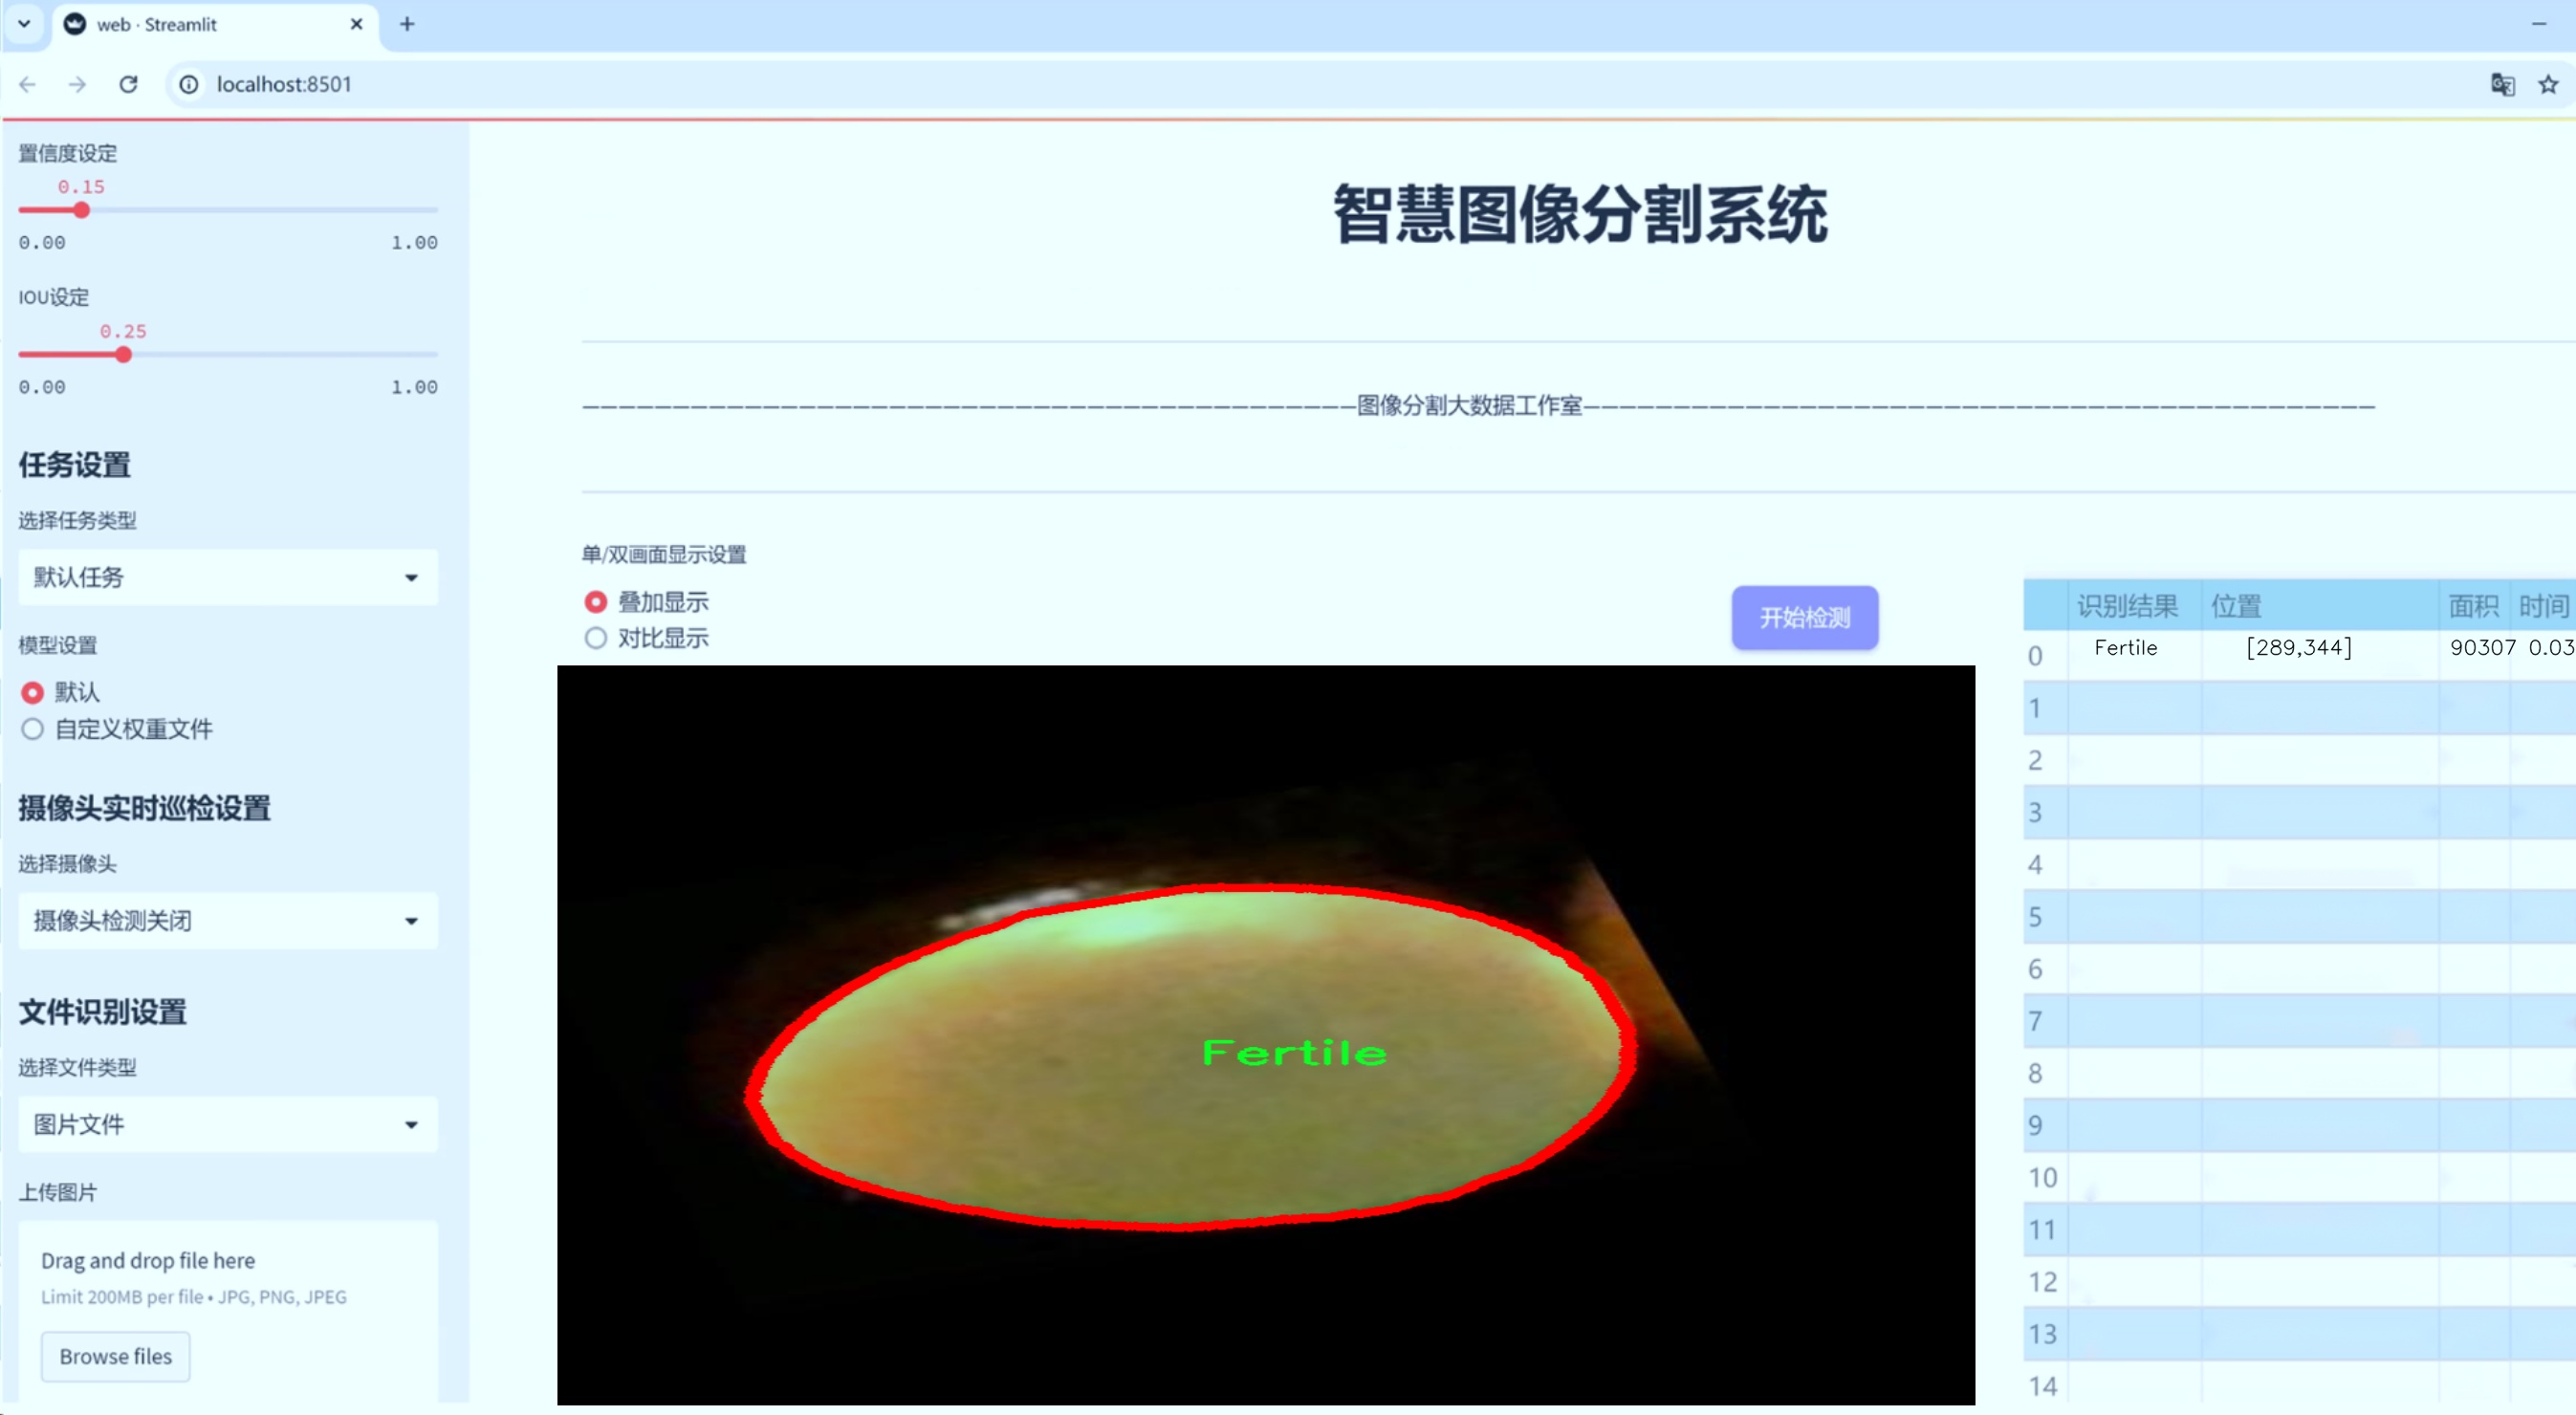 web · Streamlit
localhost:8501
置信度设定
0.15
0.00 1.00
IOU设定
0.25
0.00 1.00
任务设置
选择任务类型
默认任务
模型设置
默认
自定义权重文件
摄像头实时巡检设置
选择摄像头
摄像头检测关闭
文件识别设置
选择文件类型
图片文件
上传图片
Drag and drop file here
Limit 200MB per file • JPG, PNG, JPEG
Browse files
智慧图像分割系统
———————————————————————————————————————————图像分割大数据工作室————————————————————————————————————————————
单/双画面显示设置
叠加显示
对比显示
开始检测
Fertile
识别结果 位置 面积 时间
0 Fertile [289,344] 90307 0.03
1
2
3
4
5
6
7
8
9
10
11
12
13
14